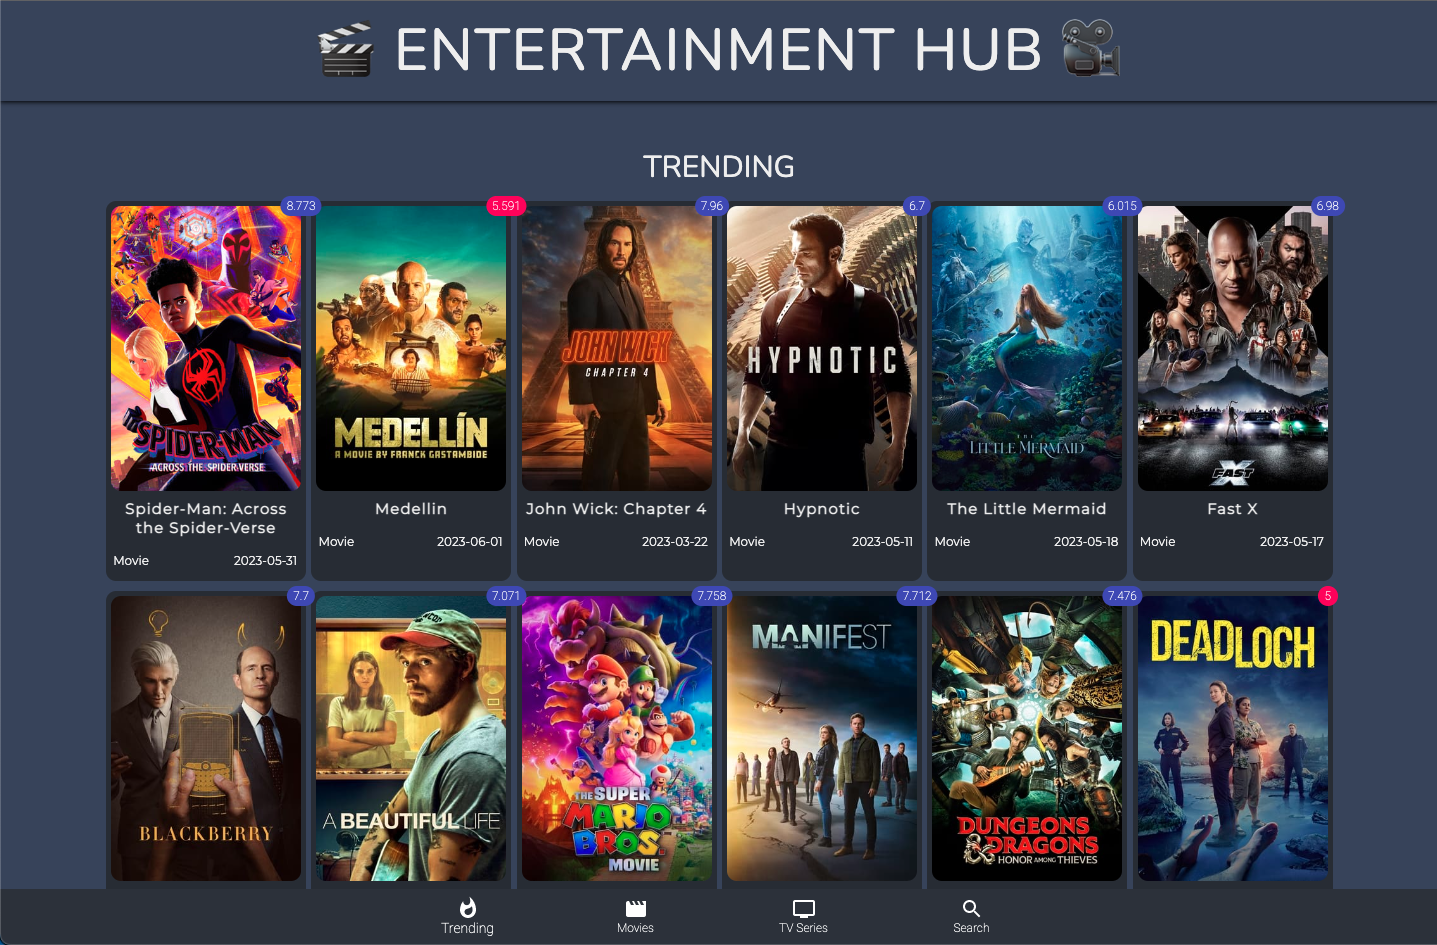 ENTERTAINMENT HUB
TRENDING
8.773
5.591
7.96
6.7
6.015
6.98
SPIDER-MAN
ACROSS THE SPIDER-VERSE
MEDELLÍN
A MOVIE BY FRANCK GASTAMBIDE
JOHN WICK
CHAPTER 4
HYPNOTIC
THE
LITTLE MERMAID
FAST X
Spider-Man: Across
the Spider-Verse
Movie 2023-05-31
Medellin
Movie 2023-06-01
John Wick: Chapter 4
Movie 2023-03-22
Hypnotic
Movie 2023-05-11
The Little Mermaid
Movie 2023-05-18
Fast X
Movie 2023-05-17
7.7
7.071
7.758
7.712
7.476
5
BLACKBERRY
A BEAUTIFUL LIFE
THE SUPER
MARIO
BROS.
MOVIE
MANIFEST
DUNGEONS
& DRAGONS
HONOR AMONG THIEVES
DEADLOCH
Trending
Movies
TV Series
Search